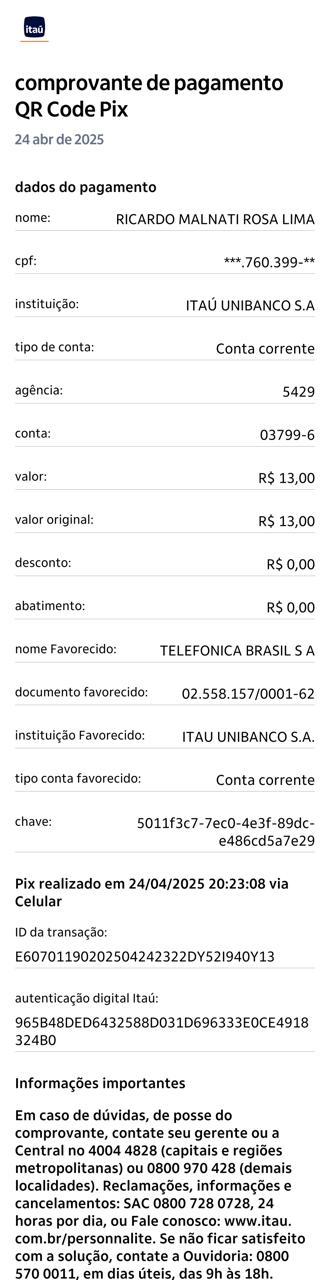 itaú
comprovante de pagamento
QR Code Pix
24 abr de 2025
dados do pagamento
nome: RICARDO MALNATI ROSA LIMA
cpf: ***.760.399-**
instituição: ITAÚ UNIBANCO S.A
tipo de conta: Conta corrente
agência: 5429
conta: 03799-6
valor: R$ 13,00
valor original: R$ 13,00
desconto: R$ 0,00
abatimento: R$ 0,00
nome Favorecido: TELEFONICA BRASIL S A
documento favorecido: 02.558.157/0001-62
instituição Favorecido: ITAU UNIBANCO S.A.
tipo conta favorecido: Conta corrente
chave: 5011f3c7-7ec0-4e3f-89dc-
e486cd5a7e29
Pix realizado em 24/04/2025 20:23:08 via
Celular
ID da transação:
E60701190202504242322DY52I940Y13
autenticação digital Itaú:
965B48DED6432588D031D696333E0CE4918
324B0
Informações importantes
Em caso de dúvidas, de posse do
comprovante, contate seu gerente ou a
Central no 4004 4828 (capitais e regiões
metropolitanas) ou 0800 970 428 (demais
localidades). Reclamações, informações e
cancelamentos: SAC 0800 728 0728, 24
horas por dia, ou Fale conosco: www.itau.
com.br/personnalite. Se não ficar satisfeito
com a solução, contate a Ouvidoria: 0800
570 0011, em dias úteis, das 9h às 18h.